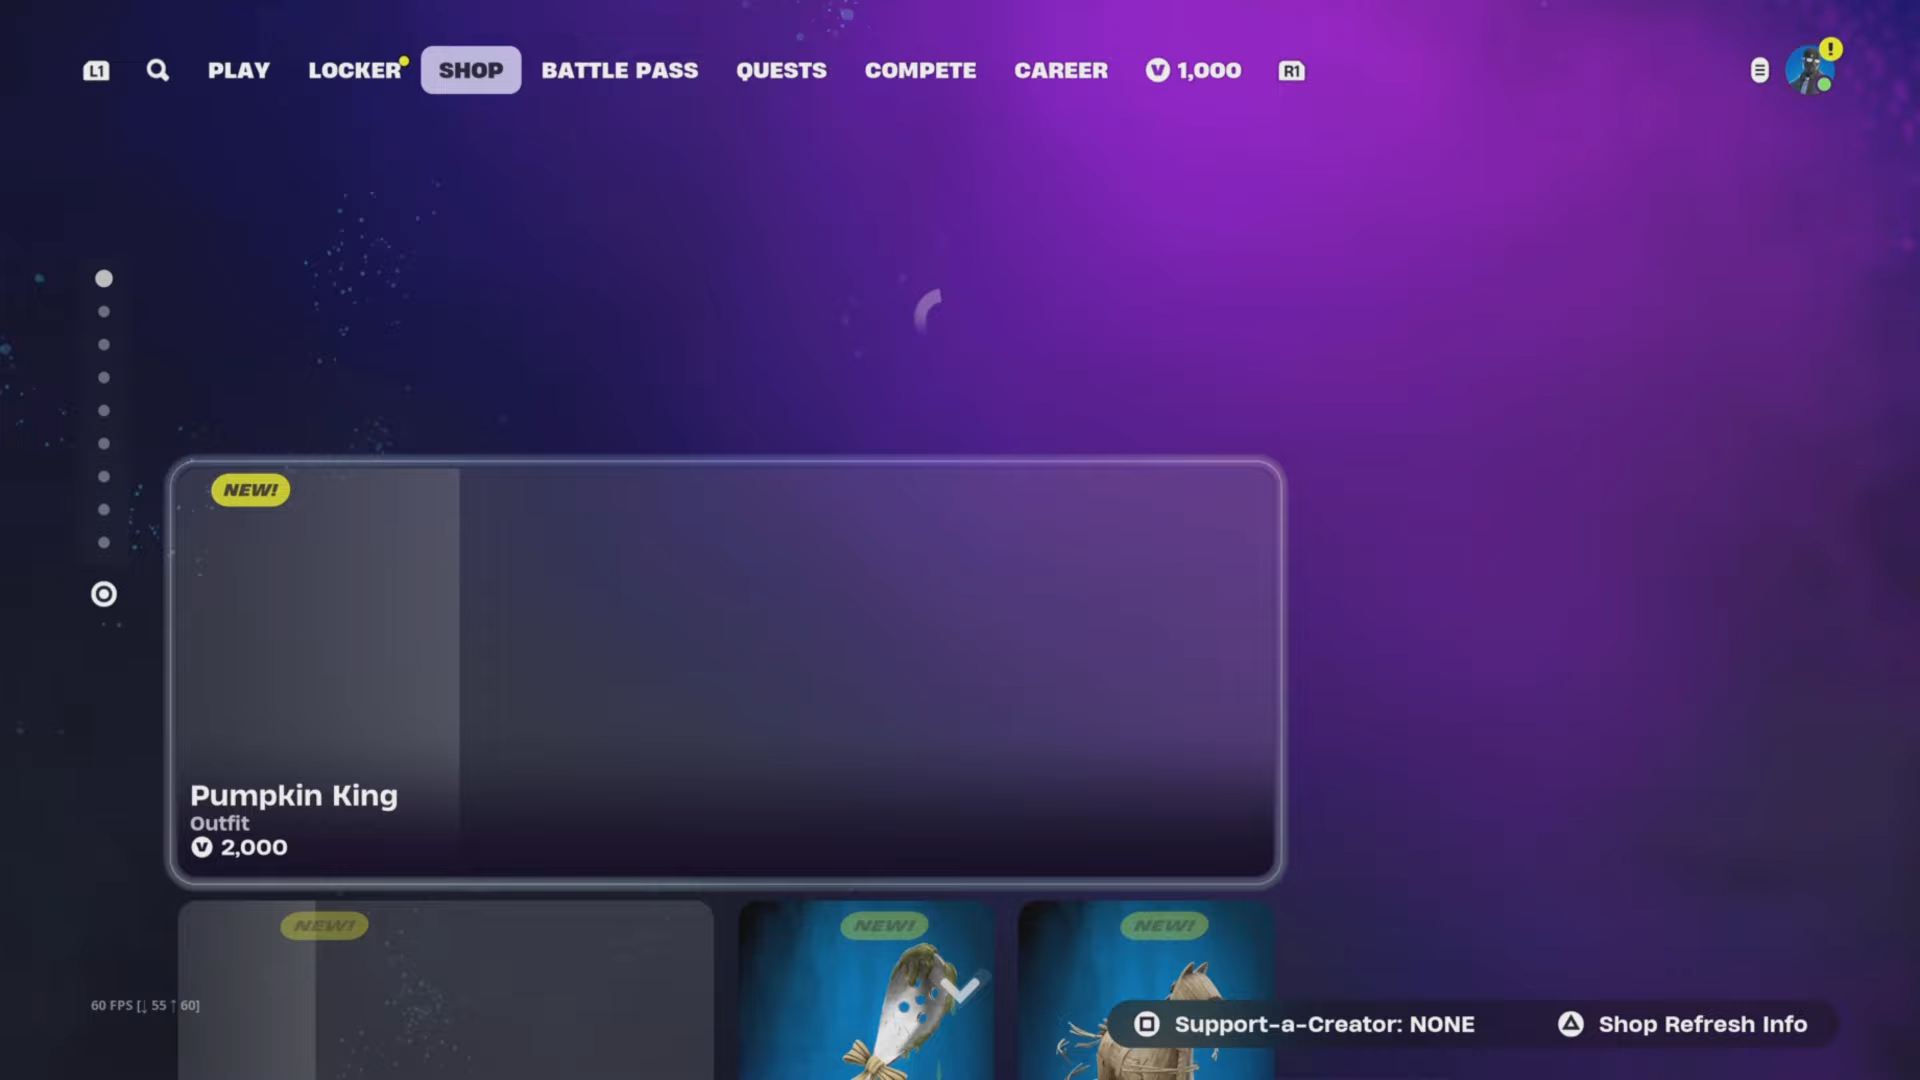 L1 PLAY LOCKER SHOP BATTLE PASS QUESTS COMPETE CAREER V 1,000 R1
!
NEW!
Pumpkin King
Outfit
V 2,000
NEW! NEW! NEW!
60 FPS [↓ 55 ↑ 60]
Support-a-Creator: NONE Shop Refresh Info